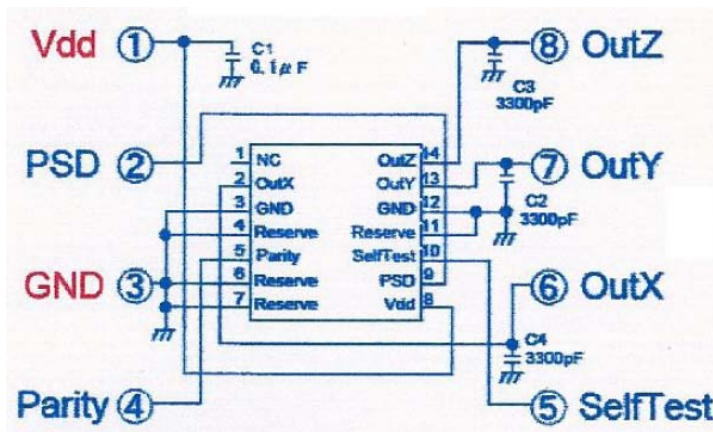 Vdd ① C1 ⑧ OutZ
0.1μF
C3
3300pF
PSD ② ⑦ OutY
1 NC OutZ 14
2 OutX OutY 13
3 GND GND 12
C2
3300pF
4 Reserve Reserve 11
5 Parity SelfTest 10
GND ③ 6 Reserve PSD 9
⑥ OutX
7 Reserve Vdd 8
C4
3300pF
Parity ④ ⑤ SelfTest